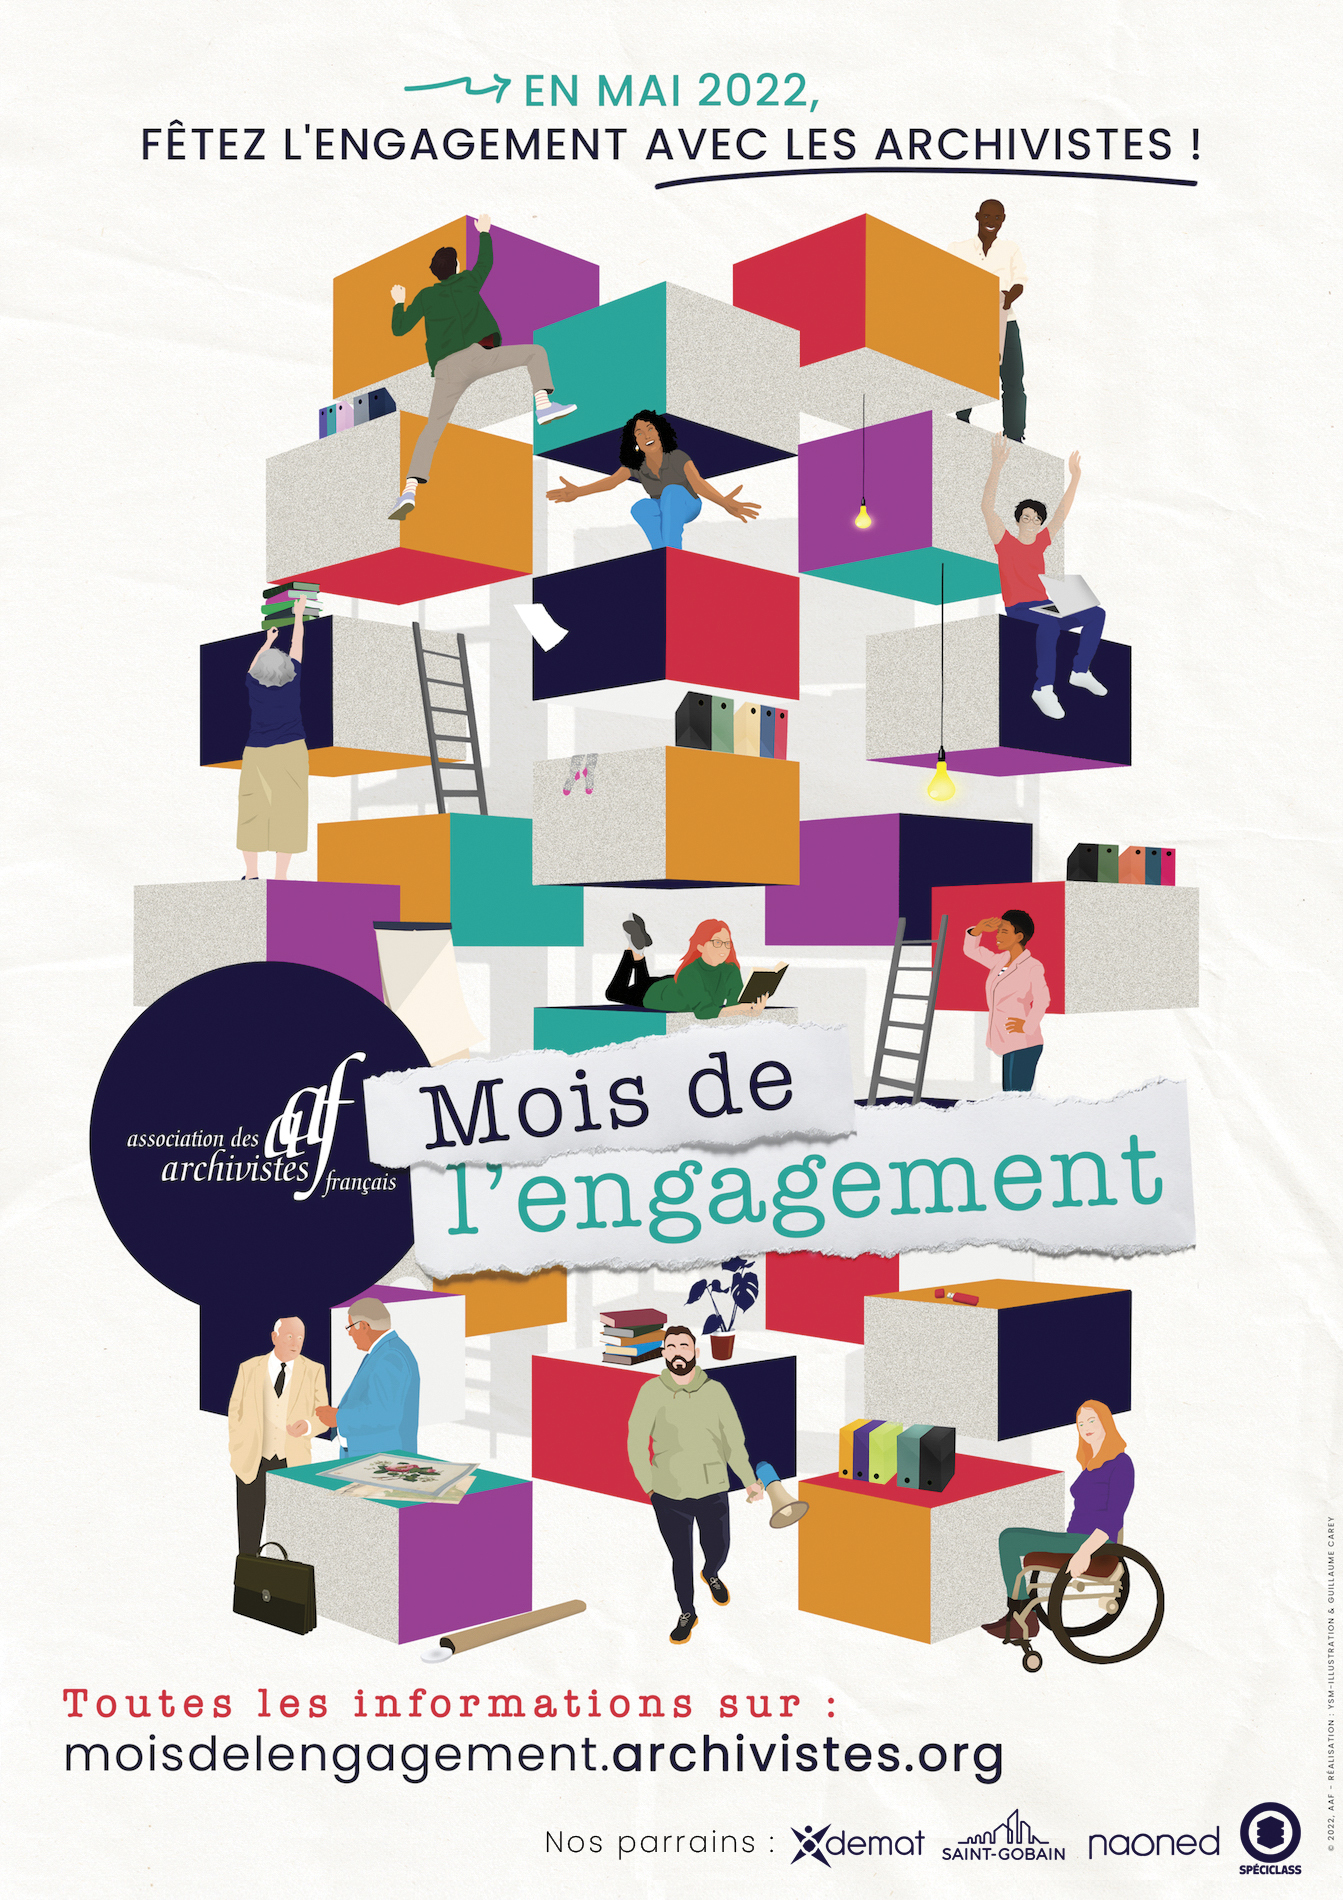 EN MAI 2022,
FÊTEZ L'ENGAGEMENT AVEC LES ARCHIVISTES !
association des
archivistes
français
aaf
Mois de
l'engagement
Toutes les informations sur :
moisdelengagement.archivistes.org
Nos parrains : xdemat SAINT-GOBAIN naoned SPÉCICLASS
© 2022, AAF - RÉALISATION : YSM-ILLUSTRATION & GUILLAUME CAREY